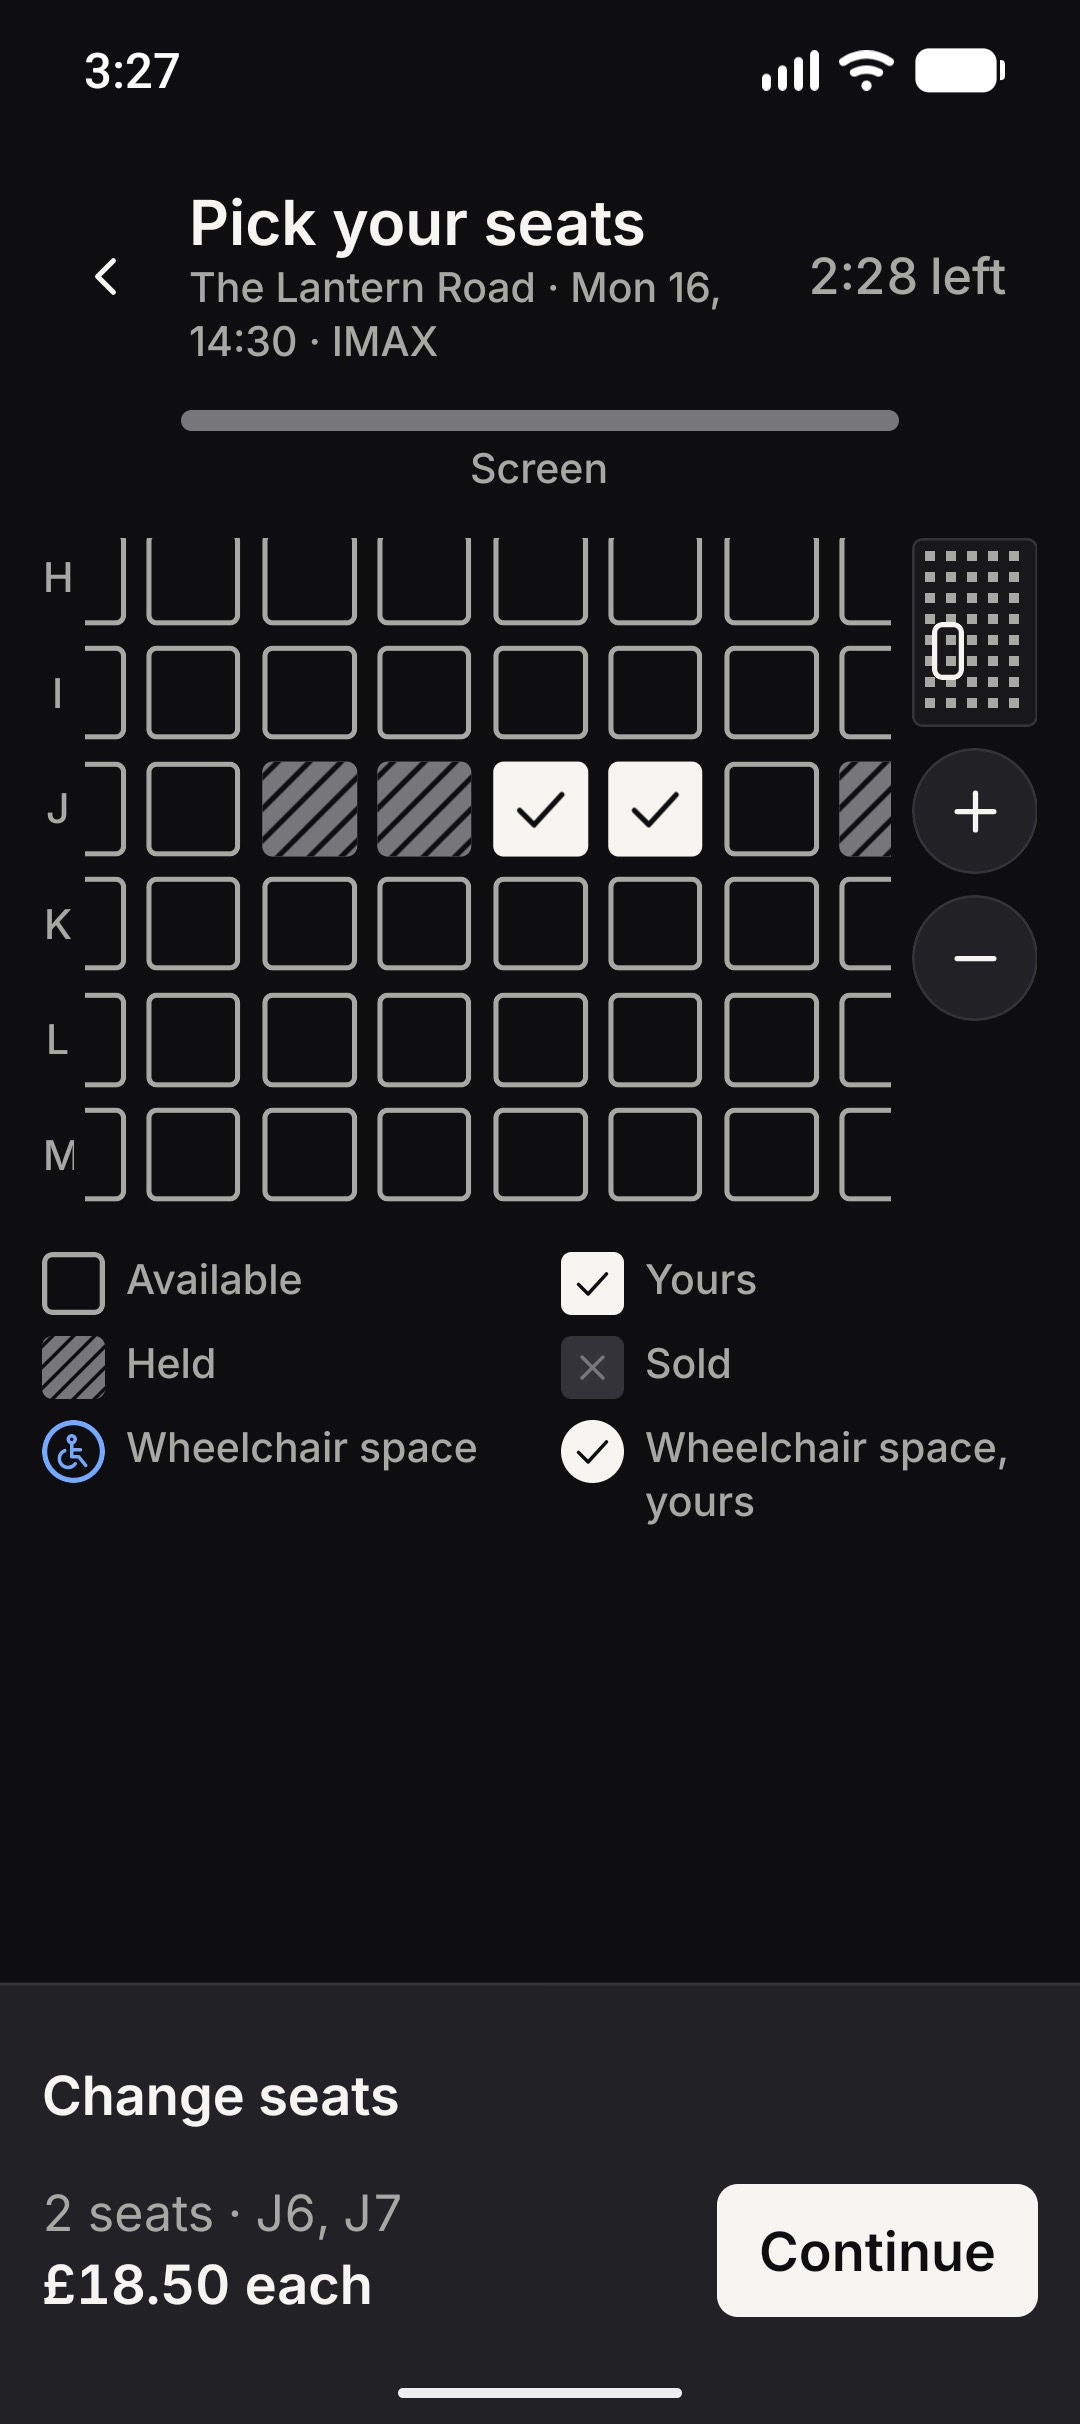 3:27
Pick your seats
The Lantern Road · Mon 16,
14:30 · IMAX
2:28 left
Screen
H
I
J
K
L
M
Available
Yours
Held
Sold
Wheelchair space
Wheelchair space,
yours
Change seats
2 seats · J6, J7
£18.50 each
Continue